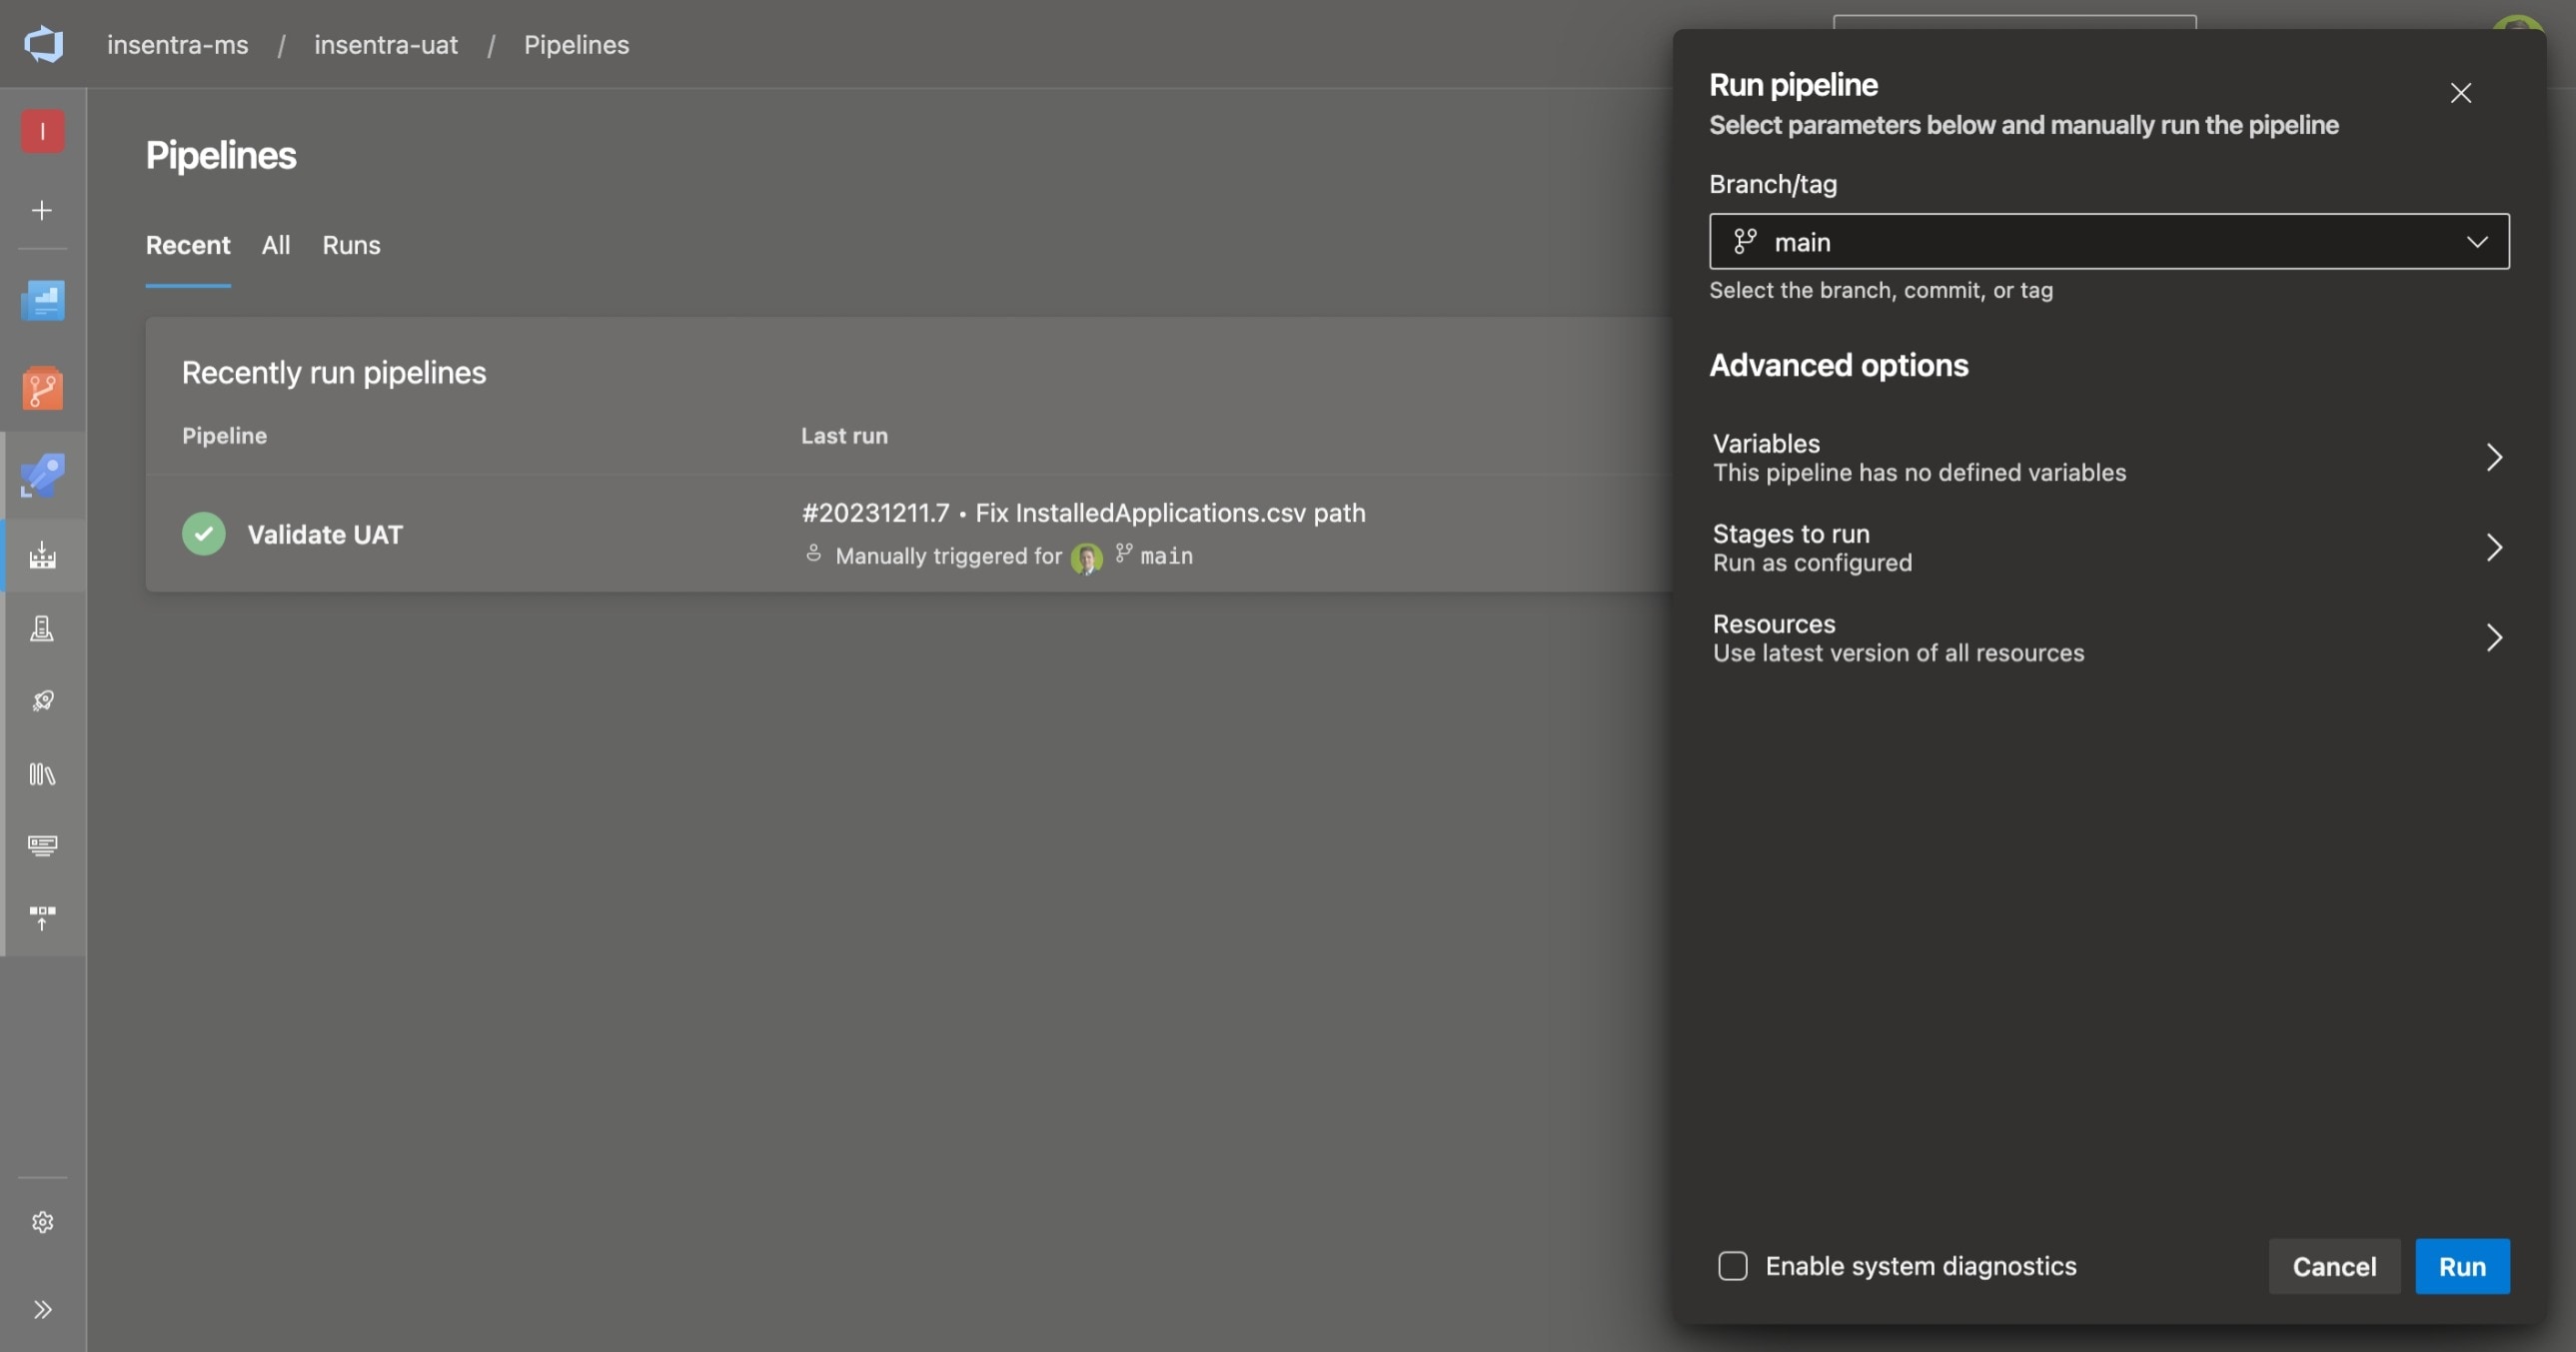 insentra-ms / insentra-uat / Pipelines
I
Pipelines
Recent All Runs
Recently run pipelines
Pipeline Last run
Validate UAT
#20231211.7 • Fix InstalledApplications.csv path
Manually triggered for main
Run pipeline
Select parameters below and manually run the pipeline
Branch/tag
main
Select the branch, commit, or tag
Advanced options
Variables
This pipeline has no defined variables
Stages to run
Run as configured
Resources
Use latest version of all resources
Enable system diagnostics
Cancel Run